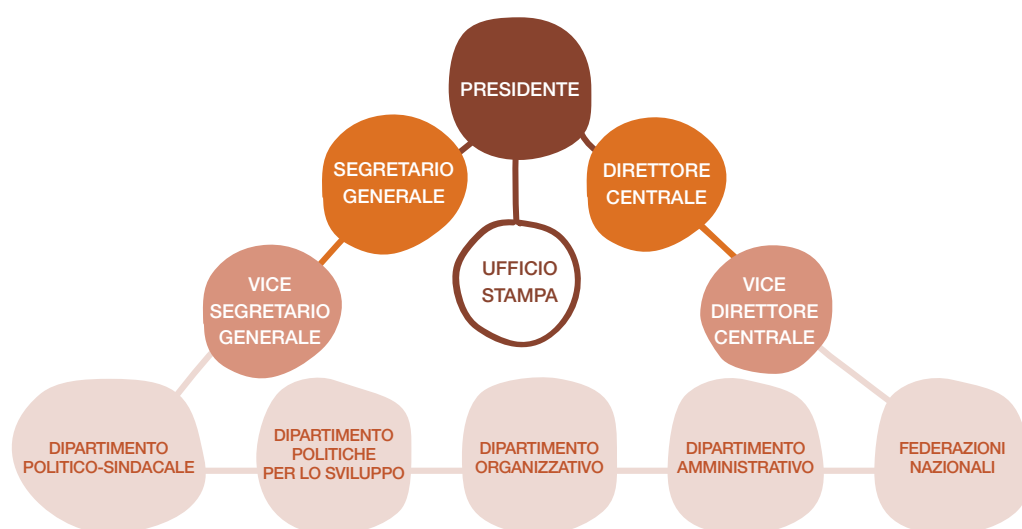 PRESIDENTE
SEGRETARIO
GENERALE
DIRETTORE
CENTRALE
UFFICIO
STAMPA
VICE
SEGRETARIO
GENERALE
VICE
DIRETTORE
CENTRALE
DIPARTIMENTO
POLITICO-SINDACALE
DIPARTIMENTO
POLITICHE
PER LO SVILUPPO
DIPARTIMENTO
ORGANIZZATIVO
DIPARTIMENTO
AMMINISTRATIVO
FEDERAZIONI
NAZIONALI